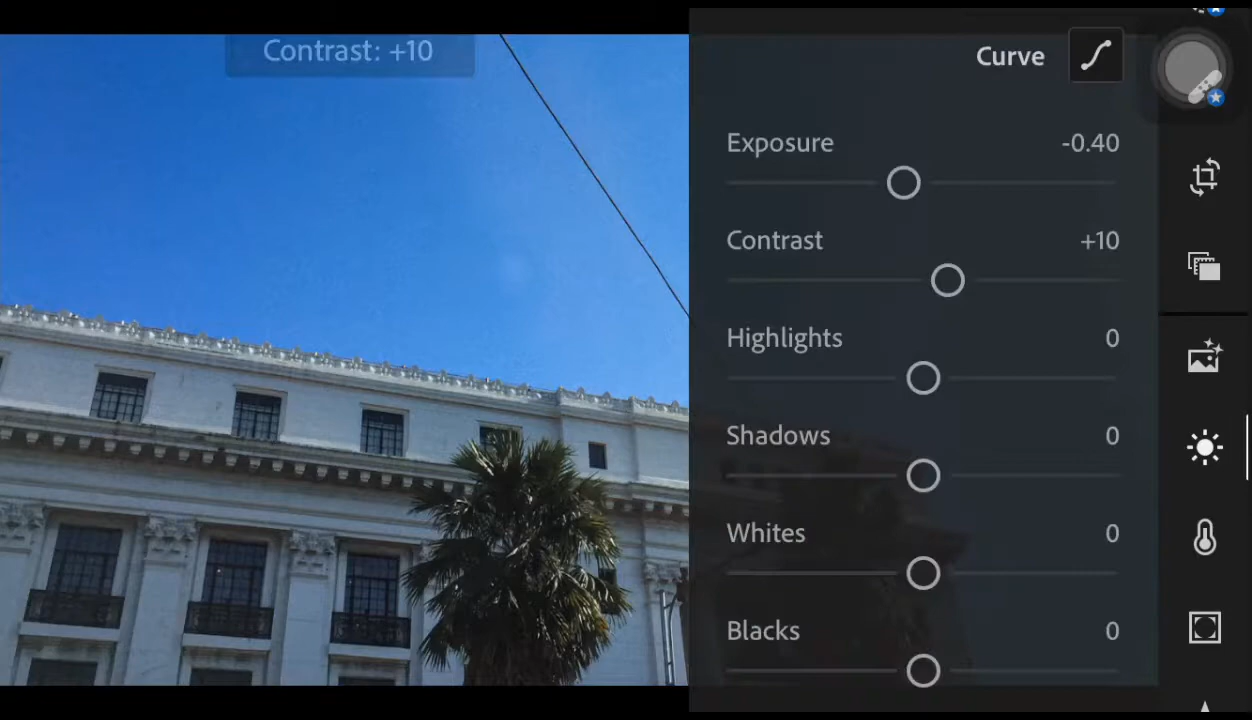 Contrast: +10
Curve
Exposure -0.40
Contrast +10
Highlights 0
Shadows 0
Whites 0
Blacks 0